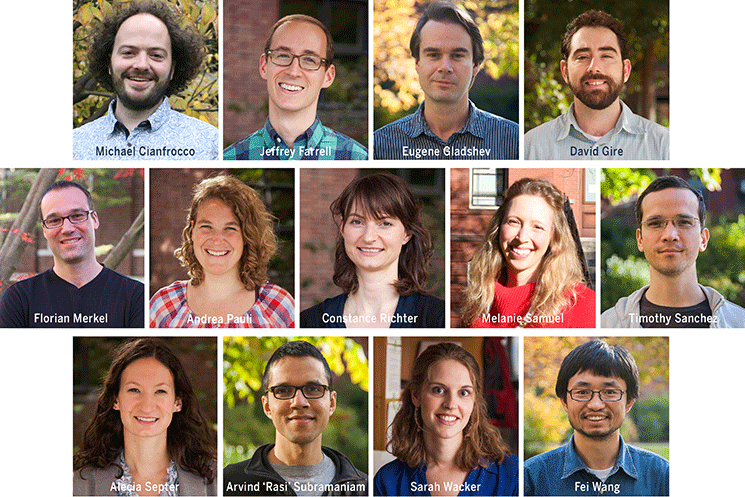 Michael Cianfrocco
Jeffrey Farrell
Eugene Gladshev
David Gire
Florian Merkel
Andrea Pauli
Constance Richter
Melanie Samuel
Timothy Sanchez
Alecia Septer
Arvind 'Rasi' Subramaniam
Sarah Wacker
Fei Wang